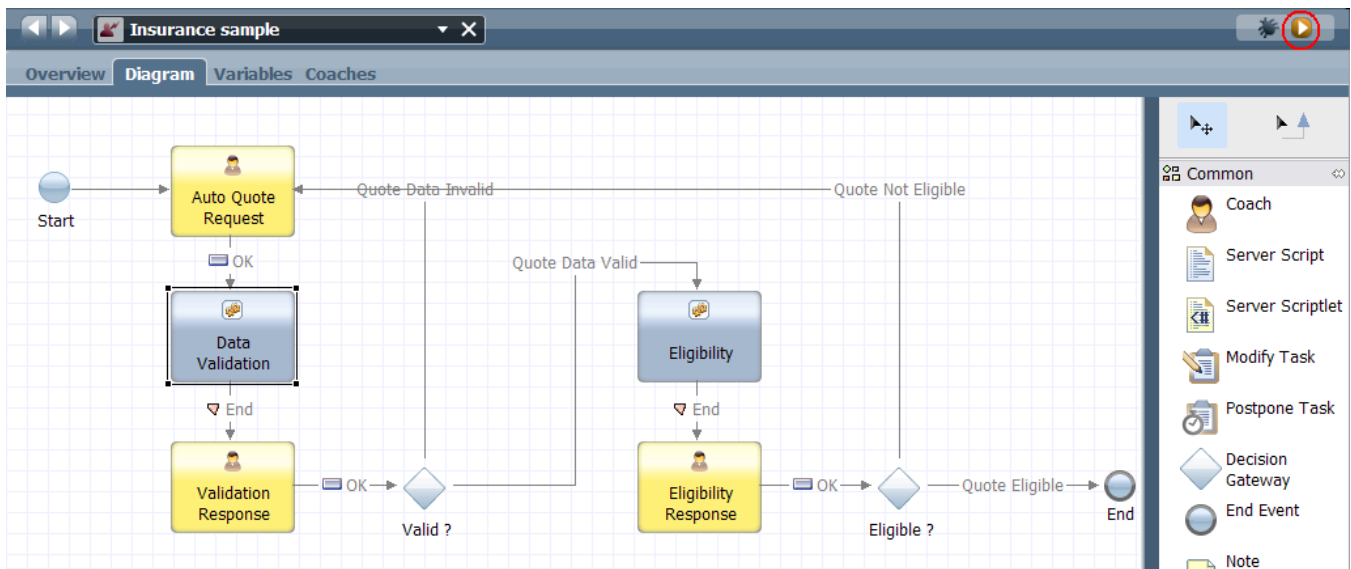 Insurance sample
Overview Diagram Variables Coaches
Start
Auto Quote
Request
Quote Data Invalid
Quote Not Eligible
OK
Quote Data Valid
Data
Validation
Eligibility
End
End
Validation
Response
OK
Valid ?
Eligibility
Response
OK
Eligible ?
Quote Eligible
End
Common
Coach
Server Script
Server Scriptlet
Modify Task
Postpone Task
Decision
Gateway
End Event
Note